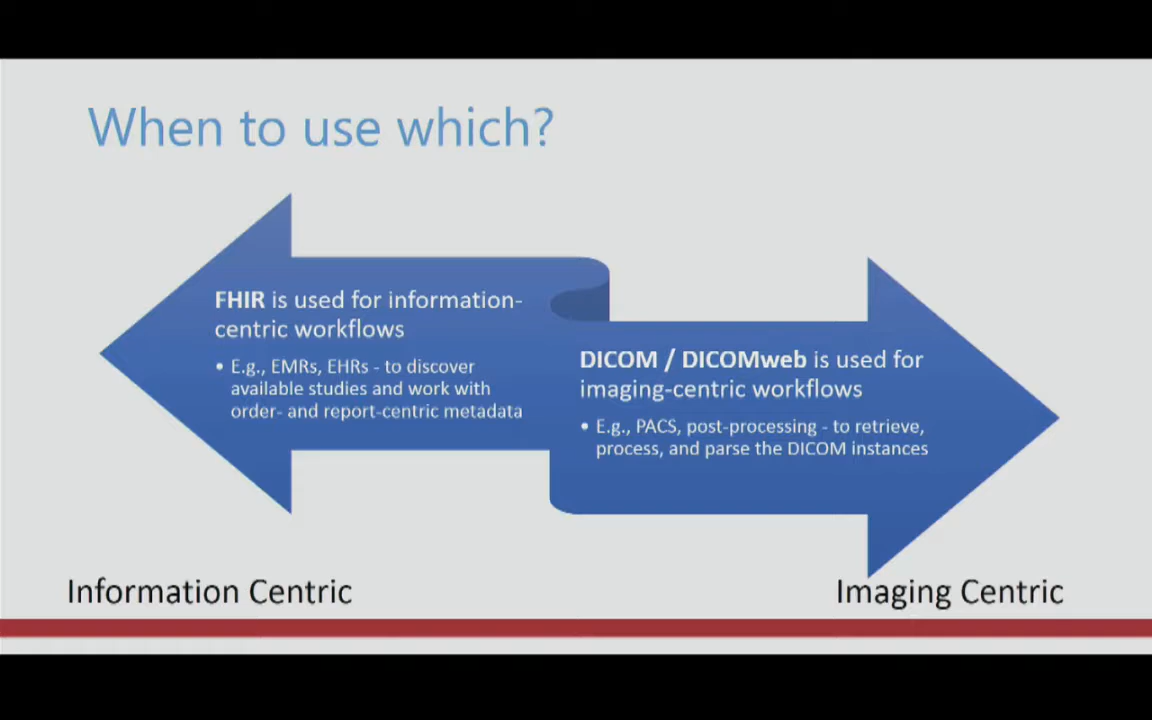 When to use which?
FHIR is used for information-
centric workflows
• E.g., EMRs, EHRs - to discover
available studies and work with
order- and report-centric metadata
DICOM / DICOMweb is used for
imaging-centric workflows
• E.g., PACS, post-processing - to retrieve,
process, and parse the DICOM instances
Information Centric
Imaging Centric